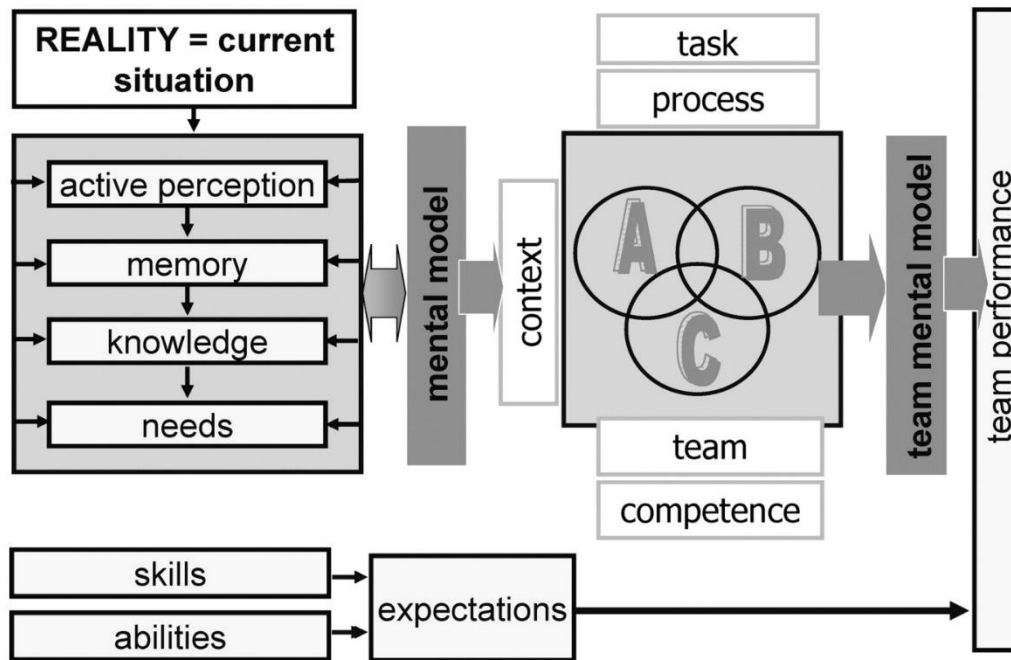 REALITY = current
situation
active perception
memory
knowledge
needs
mental model
context
task
process
A
B
C
team
competence
team mental model
team performance
skills
abilities
expectations